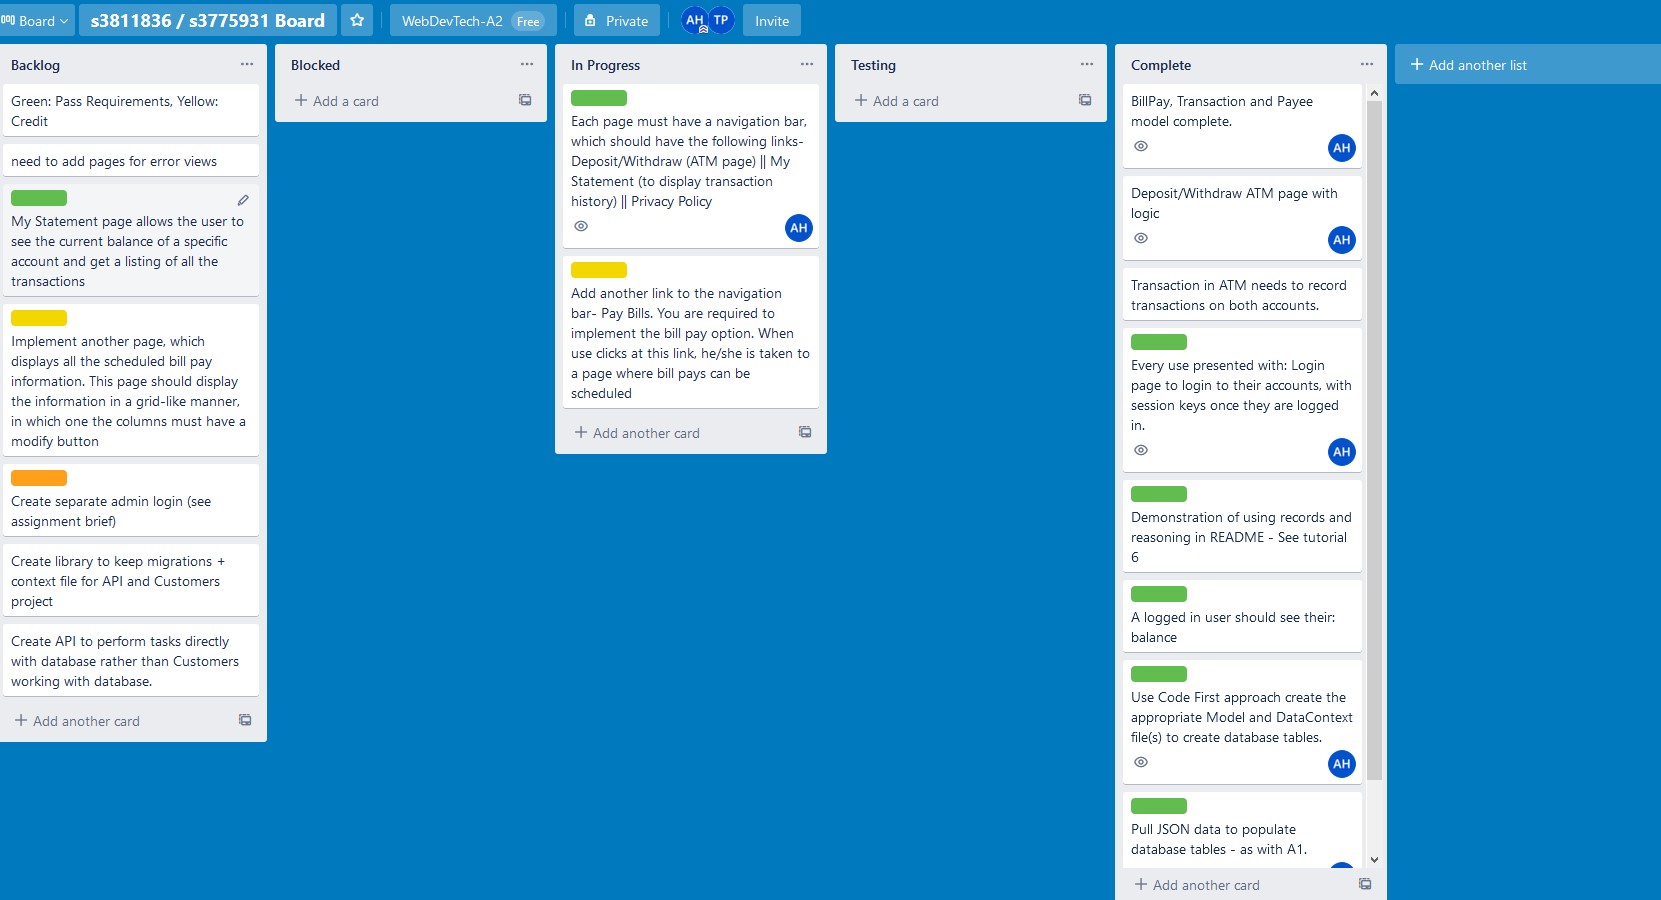 Board
s3811836 / s3775931 Board
WebDevTech-A2 Free
Private
AH TP
Invite
Backlog
Green: Pass Requirements, Yellow:
Credit
need to add pages for error views
My Statement page allows the user to
see the current balance of a specific
account and get a listing of all the
transactions
Implement another page, which
displays all the scheduled bill pay
information. This page should display
the information in a grid-like manner,
in which one the columns must have a
modify button
Create separate admin login (see
assignment brief)
Create library to keep migrations +
context file for API and Customers
project
Create API to perform tasks directly
with database rather than Customers
working with database.
+ Add another card
Blocked
+ Add a card
In Progress
Each page must have a navigation bar,
which should have the following links-
Deposit/Withdraw (ATM page) || My
Statement (to display transaction
history) || Privacy Policy
AH
Add another link to the navigation
bar- Pay Bills. You are required to
implement the bill pay option. When
use clicks at this link, he/she is taken to
a page where bill pays can be
scheduled
+ Add another card
Testing
+ Add a card
Complete
BillPay, Transaction and Payee
model complete.
AH
Deposit/Withdraw ATM page with
logic
AH
Transaction in ATM needs to record
transactions on both accounts.
Every use presented with: Login
page to login to their accounts, with
session keys once they are logged
in.
AH
Demonstration of using records and
reasoning in README - See tutorial
6
A logged in user should see their:
balance
Use Code First approach create the
appropriate Model and DataContext
file(s) to create database tables.
AH
Pull JSON data to populate
database tables - as with A1.
+ Add another card
+ Add another list